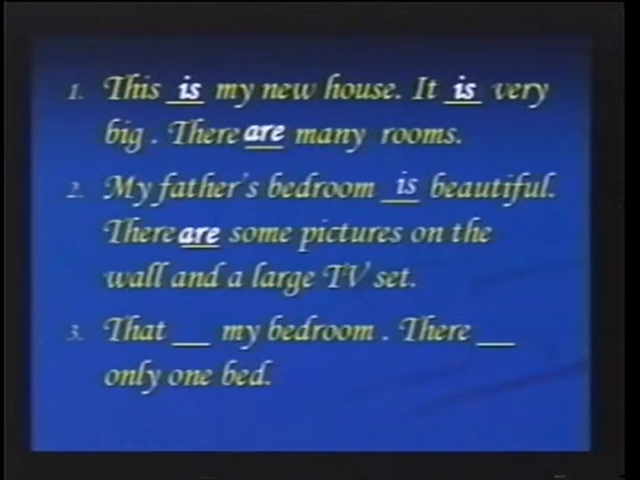 1. This is my new house. It is very
big . There are many rooms.
2. My father's bedroom is beautiful.
There are some pictures on the
wall and a large TV set.
3. That __ my bedroom . There __
only one bed.